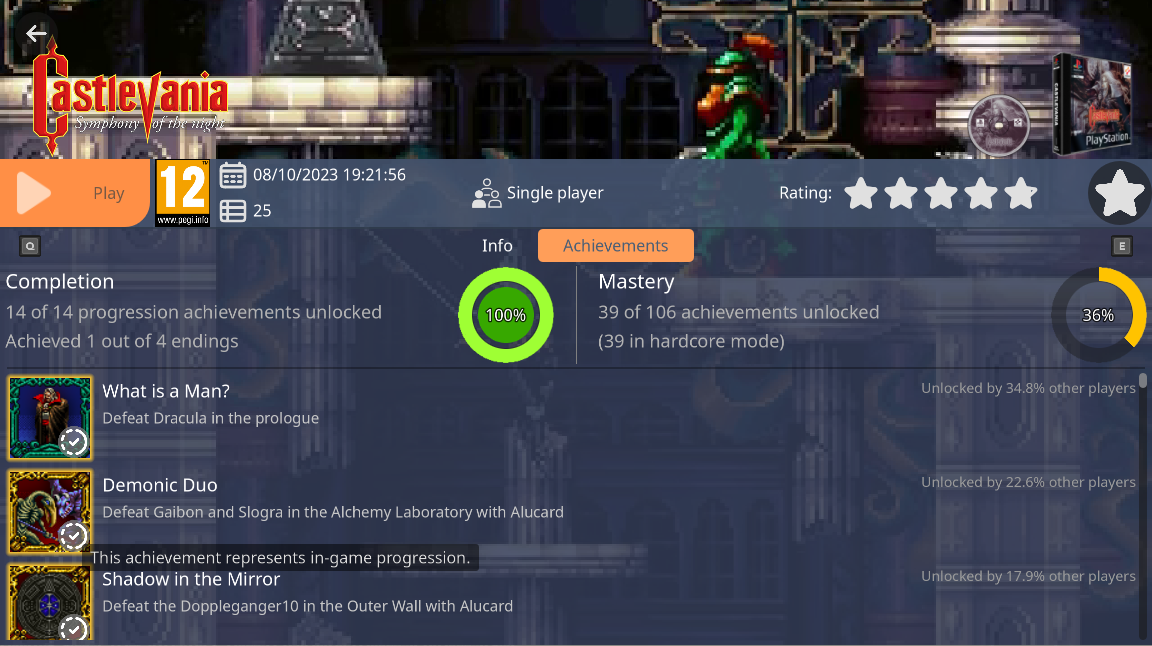 Castlevania
Symphony of the night
PlayStation
Play
12
www.pegi.info
08/10/2023 19:21:56
25
Single player
Rating:
Q
Info
Achievements
E
Completion
14 of 14 progression achievements unlocked
Achieved 1 out of 4 endings
100%
Mastery
39 of 106 achievements unlocked
(39 in hardcore mode)
36%
What is a Man?
Defeat Dracula in the prologue
Unlocked by 34.8% other players
Demonic Duo
Defeat Gaibon and Slogra in the Alchemy Laboratory with Alucard
Unlocked by 22.6% other players
This achievement represents in-game progression.
Shadow in the Mirror
Defeat the Doppleganger10 in the Outer Wall with Alucard
Unlocked by 17.9% other players